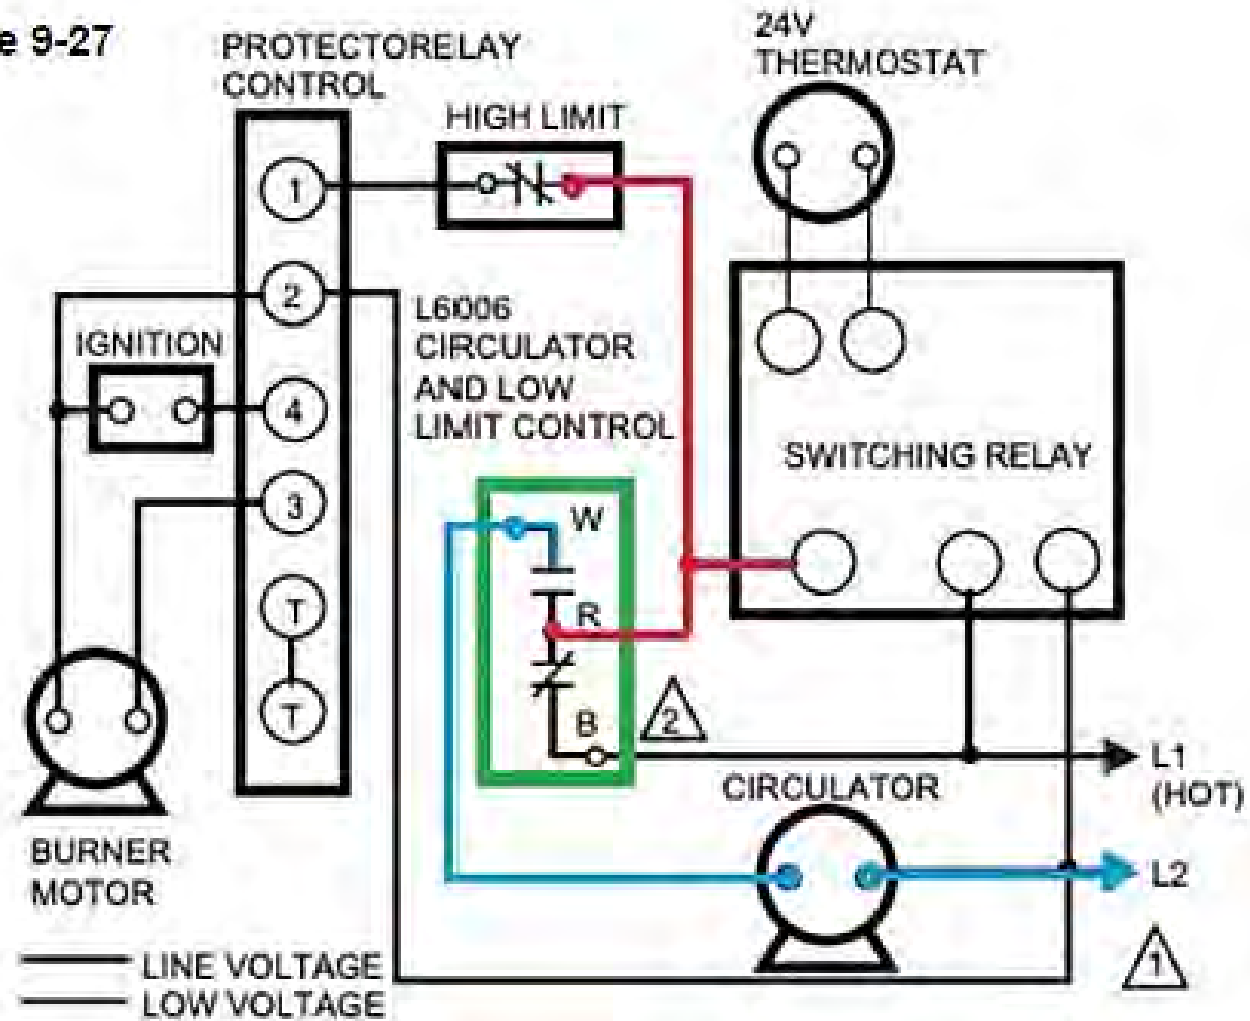 e 9-27
PROTECTORELAY
CONTROL
24V
THERMOSTAT
HIGH LIMIT
1
2
IGNITION
4
3
T
T
L6006
CIRCULATOR
AND LOW
LIMIT CONTROL
SWITCHING RELAY
W
R
B
2
L1
(HOT)
CIRCULATOR
L2
1
BURNER
MOTOR
LINE VOLTAGE
LOW VOLTAGE